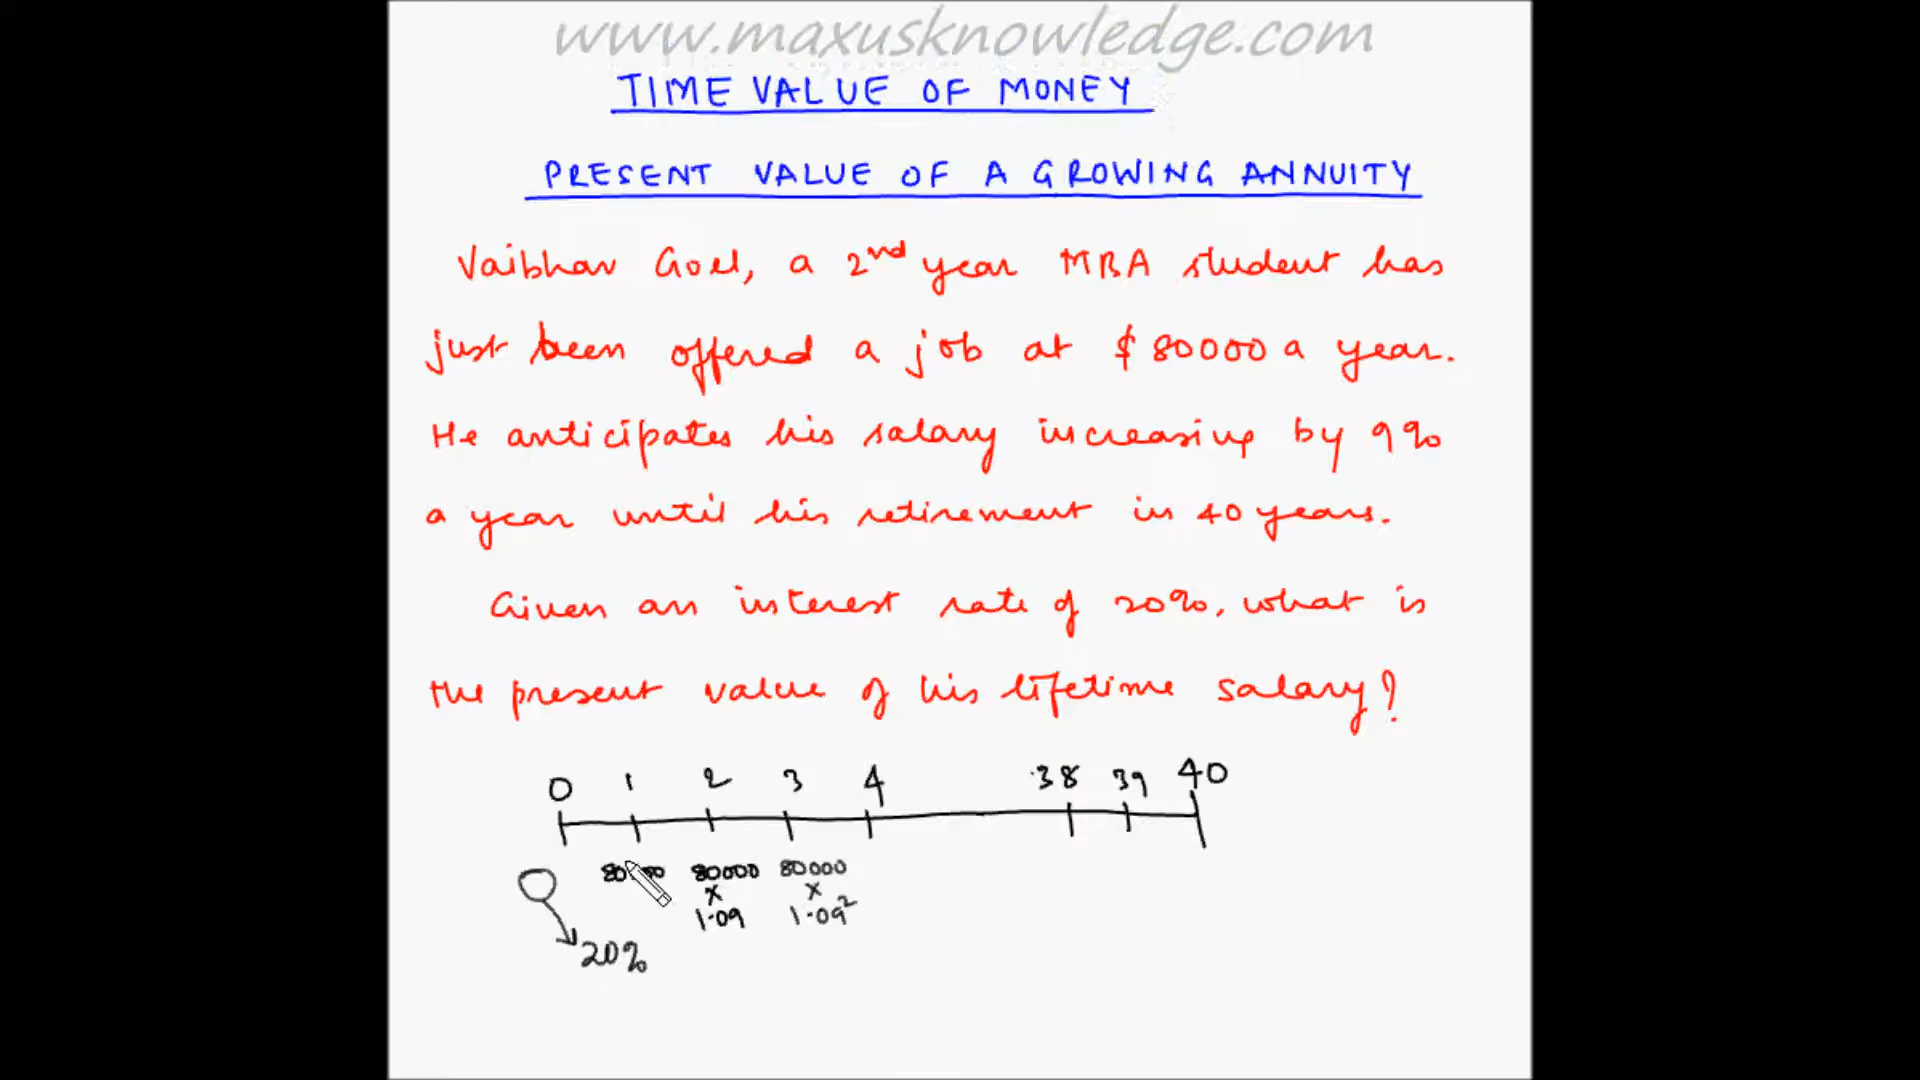 www.maxusknowledge.com
TIME VALUE OF MONEY
PRESENT VALUE OF A GROWING ANNUITY
Vaibhav Goel, a 2nd year MBA student has
just been offered a job at $80000 a year.
He anticipates his salary increasing by 9%
a year until his retirement in 40 years.
Given an interest rate of 20%, what is
the present value of his lifetime salary?
0 1 2 3 4 38 39 40
80000 80000
x x
1.09 1.09²
20%